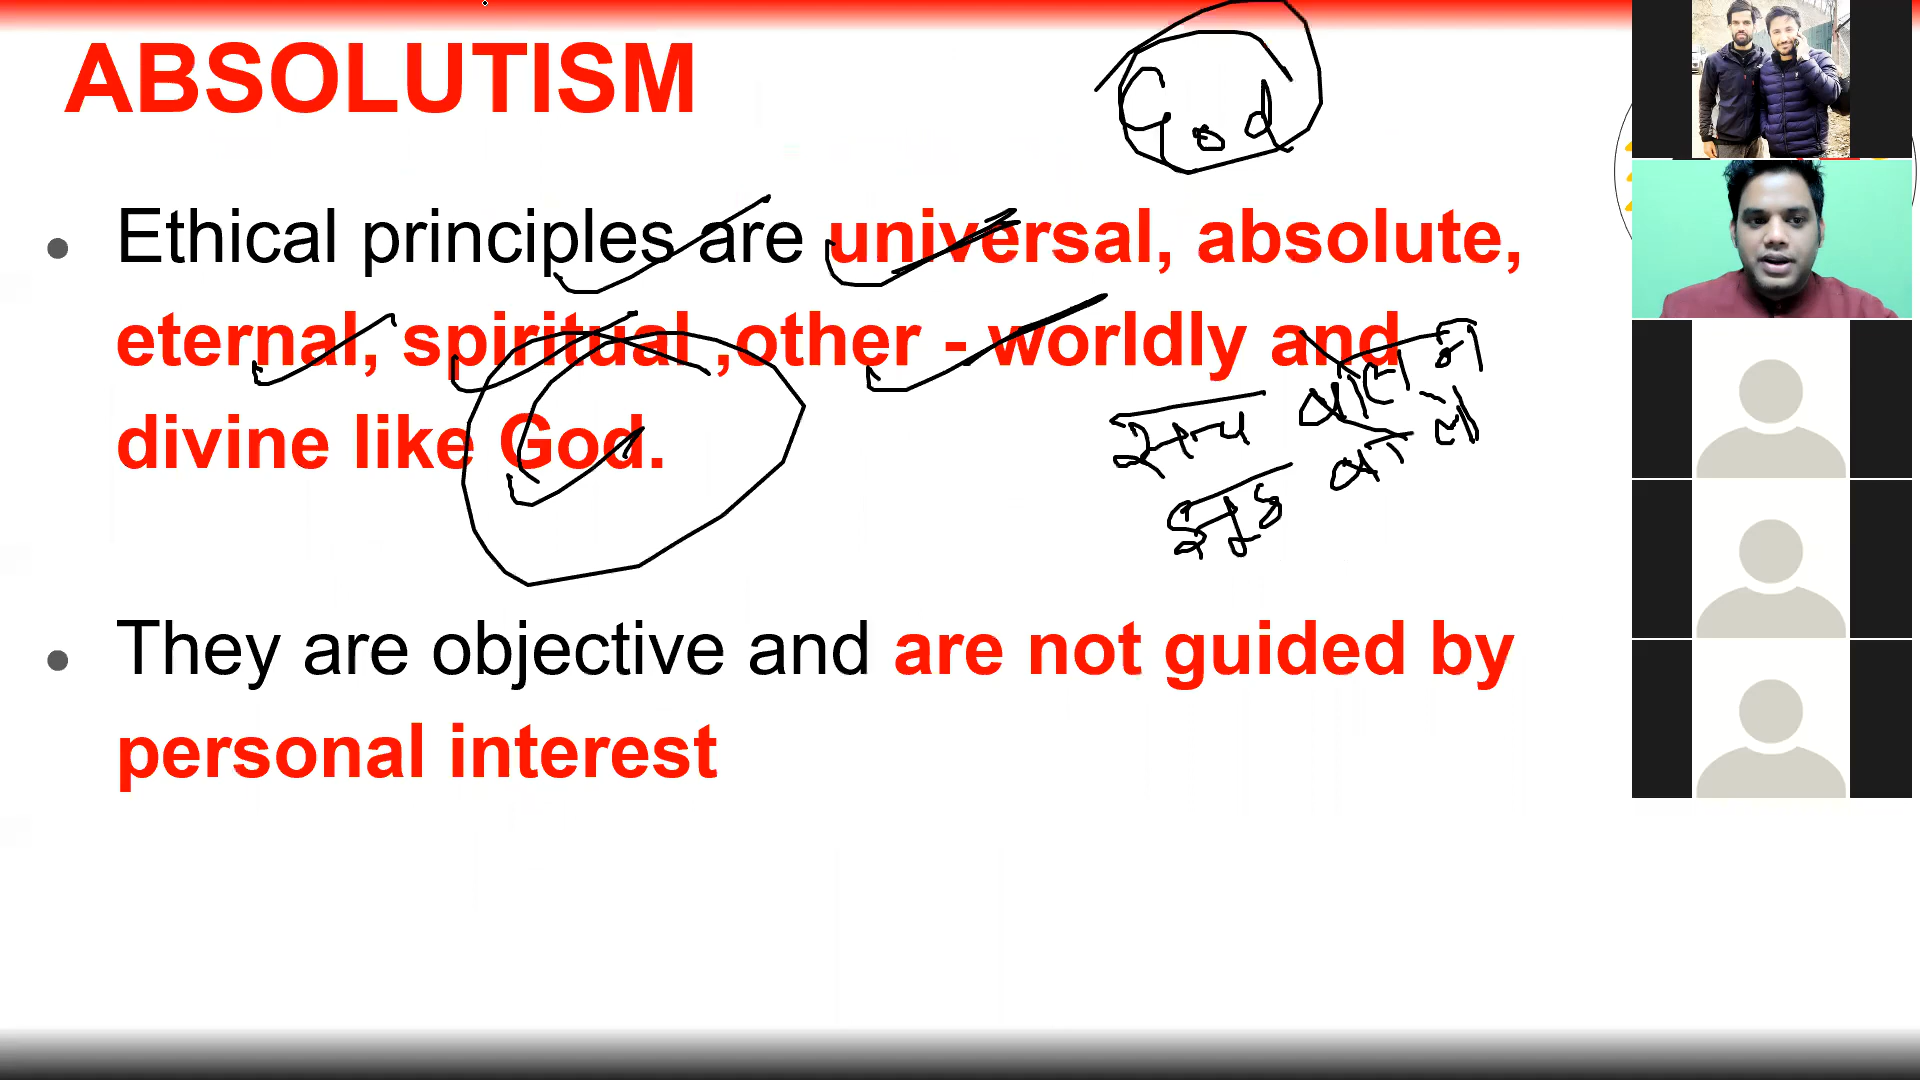 ABSOLUTISM
God
• Ethical principles are universal, absolute,
eternal, spiritual ,other - worldly and
divine like God.
• They are objective and are not guided by
personal interest